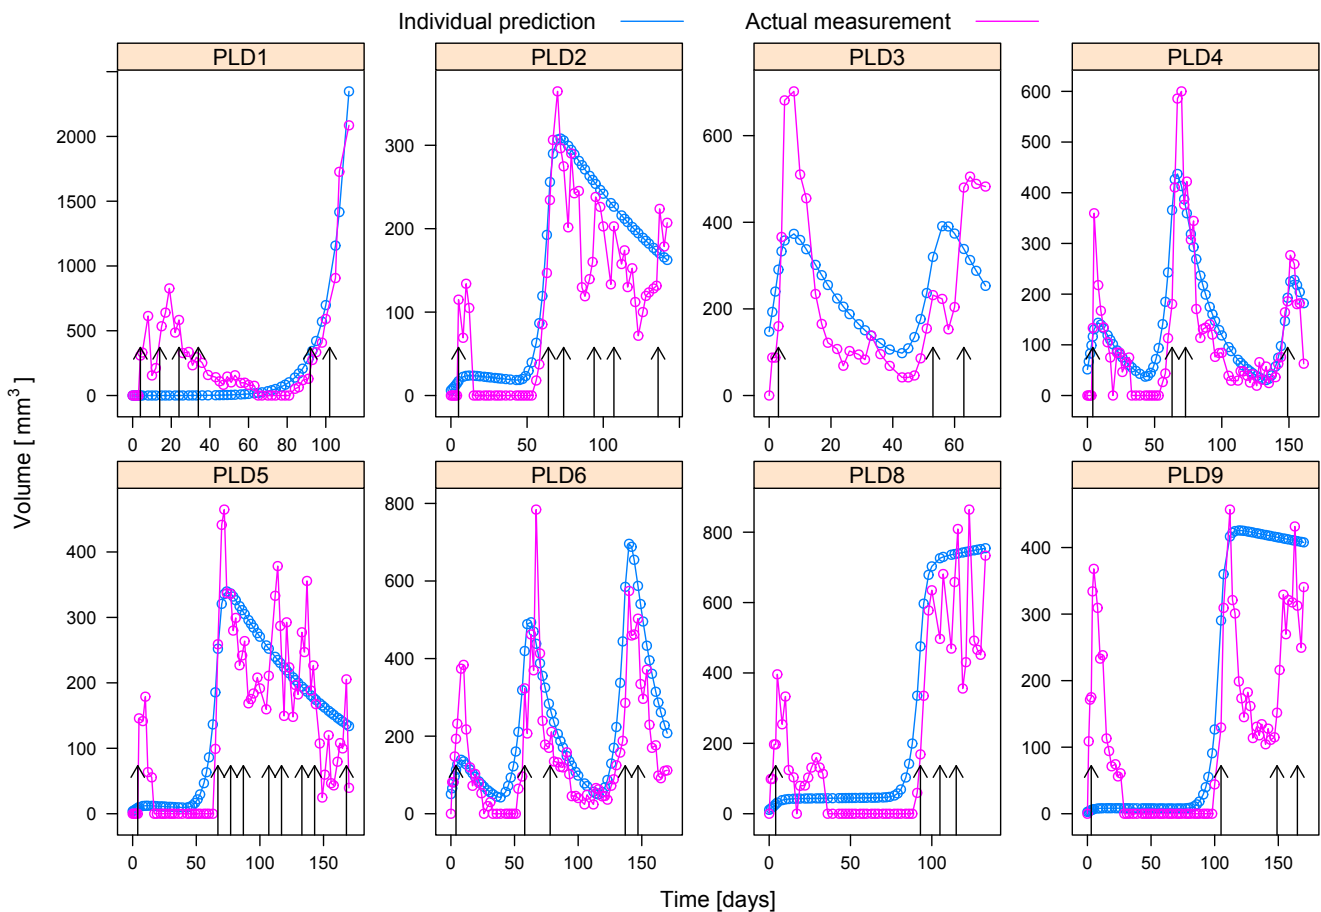 Individual prediction Actual measurement
PLD1 PLD2 PLD3 PLD4
0 500 1000 1500 2000
0 20 40 60 80 100
0 100 200 300
0 50 100
0 200 400 600
0 20 40 60
0 100 200 300 400 500 600
0 50 100 150
PLD5 PLD6 PLD8 PLD9
0 100 200 300 400
0 50 100 150
0 200 400 600 800
0 50 100 150
0 200 400 600 800
0 50 100
0 100 200 300 400
0 50 100 150
Volume [ mm³ ]
Time [days]